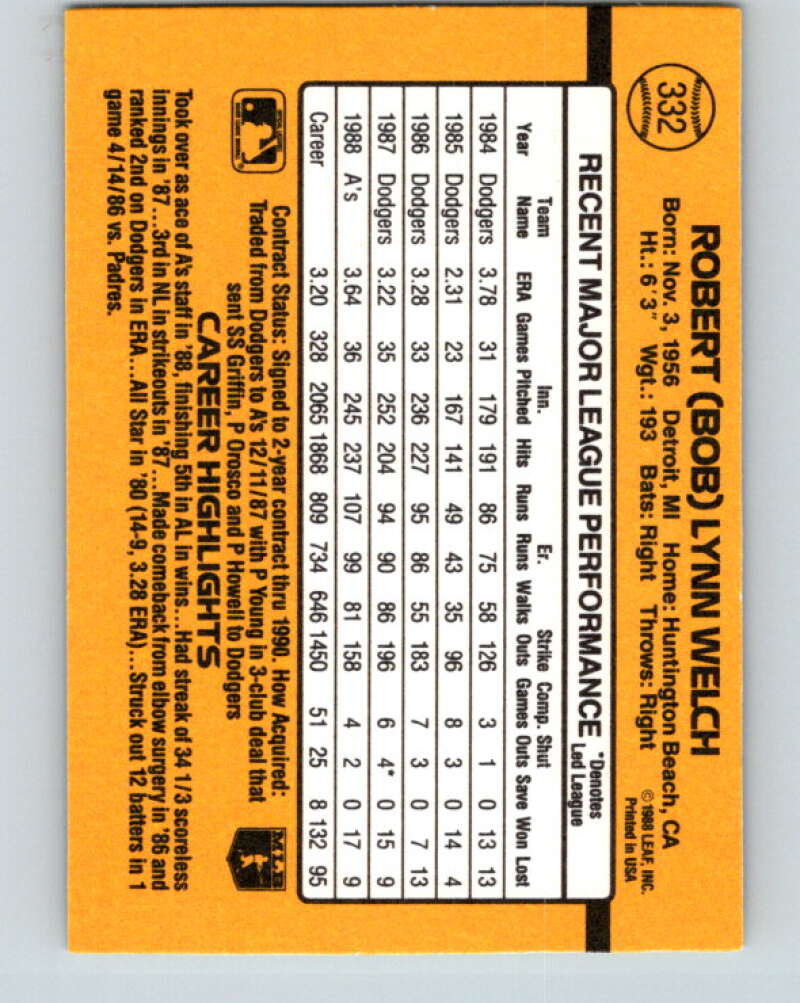 332
ROBERT (BOB) LYNN WELCH
Born: Nov. 3, 1956 Detroit, MI Home: Huntington Beach, CA
Ht.: 6'3" Wgt.: 193 Bats: Right Throws: Right
© 1988 LEAF, INC.
Printed in USA
RECENT MAJOR LEAGUE PERFORMANCE *Denotes
Led League
Team Inn. Er. Strike Comp. Shut
Year Name ERA Games Pitched Hits Runs Runs Walks Outs Games Outs Save Won Lost
1984 Dodgers 3.78 31 179 191 86 75 58 126 3 1 0 13 13
1985 Dodgers 2.31 23 167 141 49 43 35 96 8 3 0 14 4
1986 Dodgers 3.28 33 236 227 95 86 55 183 7 3 0 7 13
1987 Dodgers 3.22 35 252 204 94 90 86 196 6 4* 0 15 9
1988 A's 3.64 36 245 237 107 99 81 158 4 2 0 17 9
Career 3.20 328 2065 1868 809 734 646 1450 51 25 8 132 95
Contract Status: Signed to 2-year contract thru 1990. How Acquired:
Traded from Dodgers to A's 12/11/87 with P Young in 3-club deal that
sent SS Griffin, P Orosco and P Howell to Dodgers
MLB
CAREER HIGHLIGHTS
Took over as ace of A's staff in '88, finishing 5th in AL in wins...Had streak of 34 1/3 scoreless
innings in '87...3rd in NL in strikeouts in '87...Made comeback from elbow surgery in '86 and
ranked 2nd on Dodgers in ERA...All Star in '80 (14-9, 3.28 ERA)...Struck out 12 batters in 1
game 4/14/86 vs. Padres.